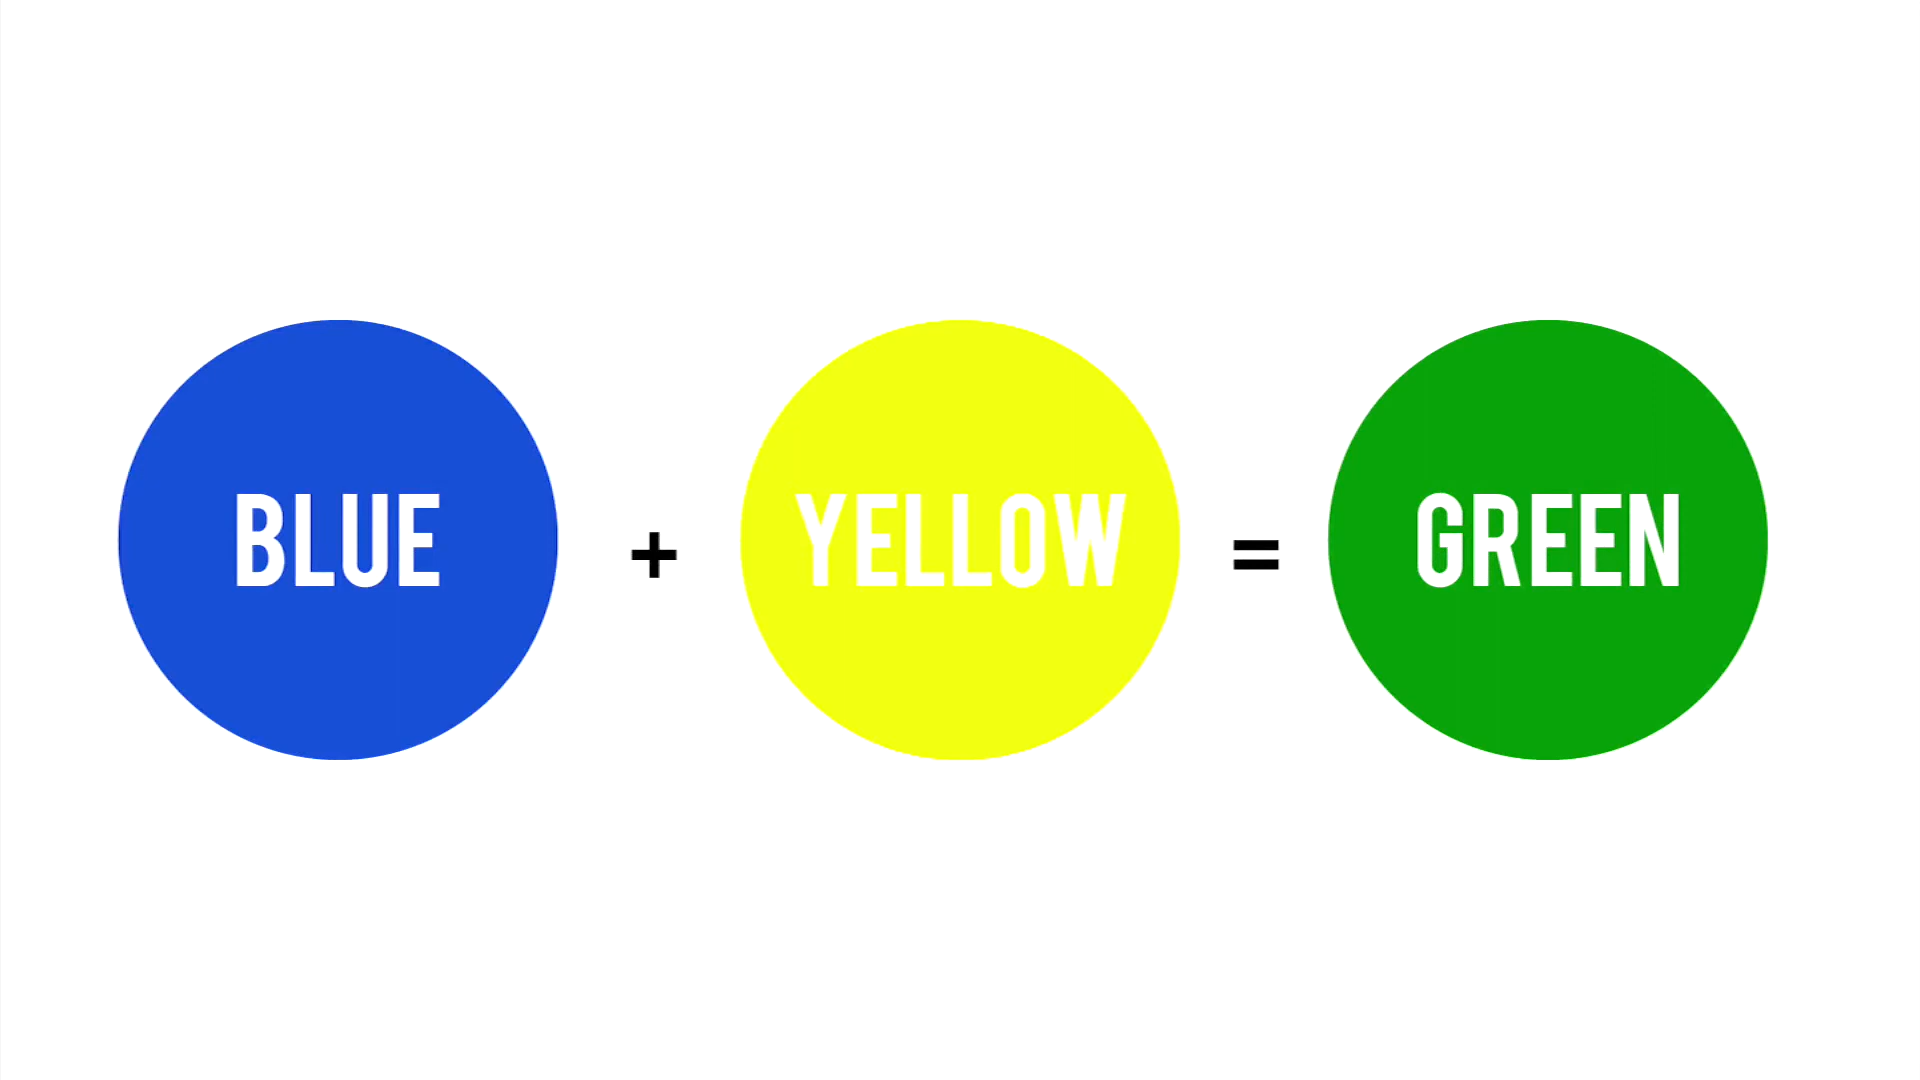 BLUE + YELLOW = GREEN